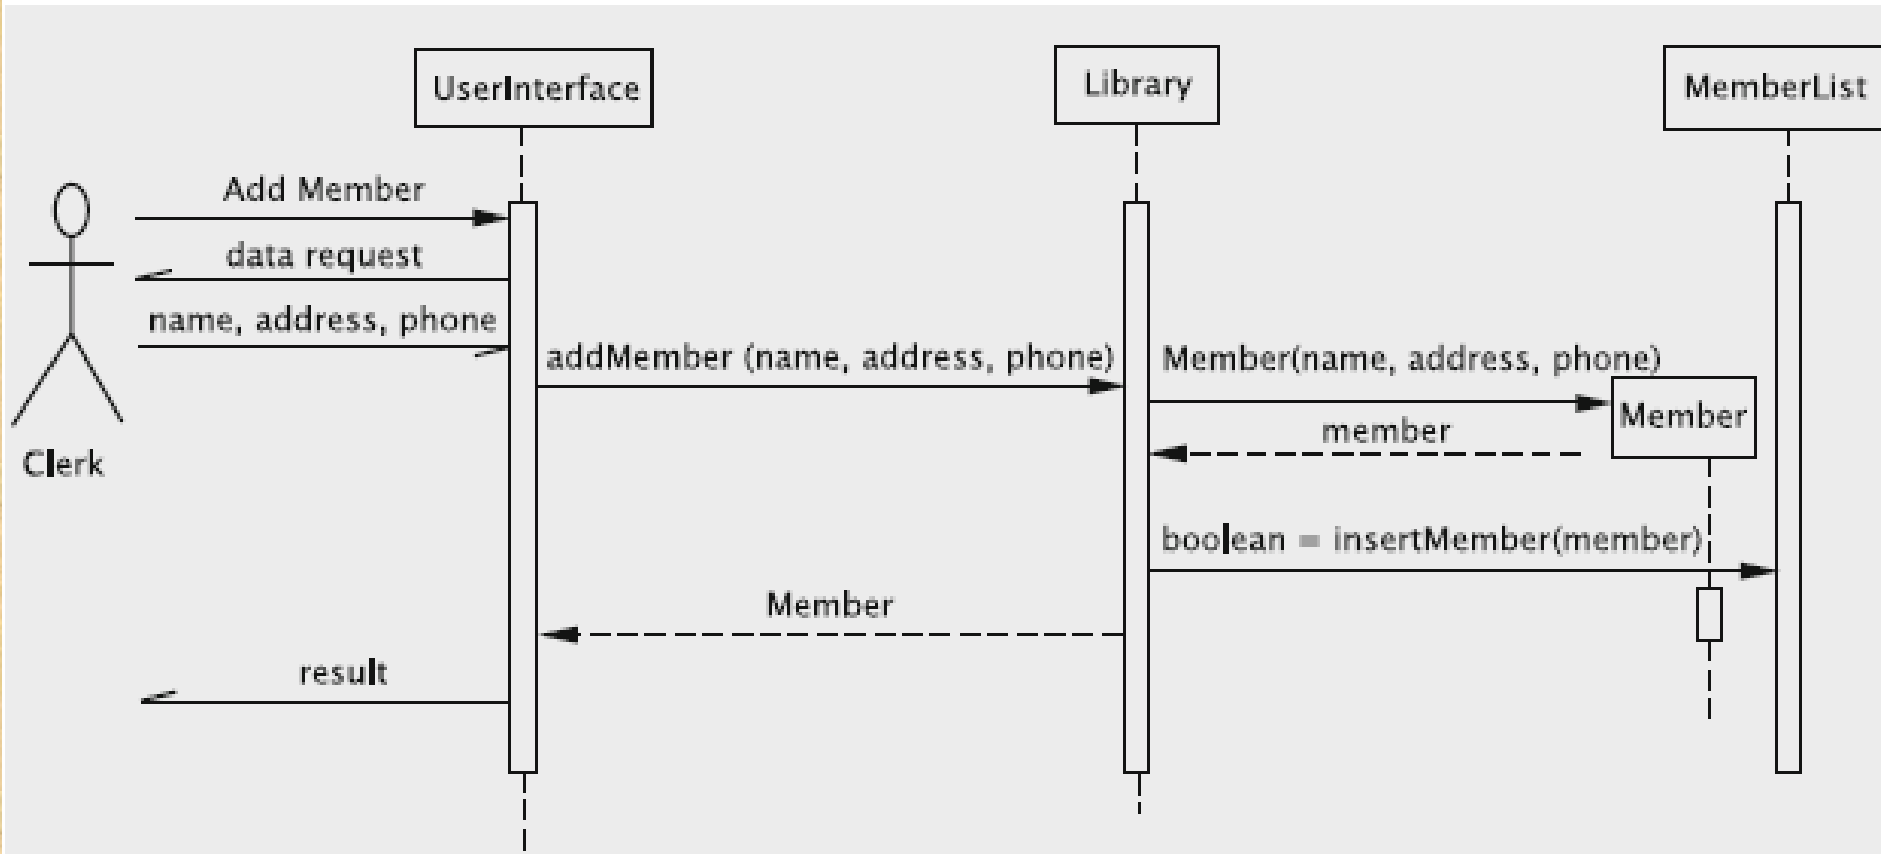 UserInterface
Library
MemberList
Add Member
data request
name, address, phone
addMember (name, address, phone)
Member(name, address, phone)
Member
member
Clerk
boolean = insertMember(member)
Member
result